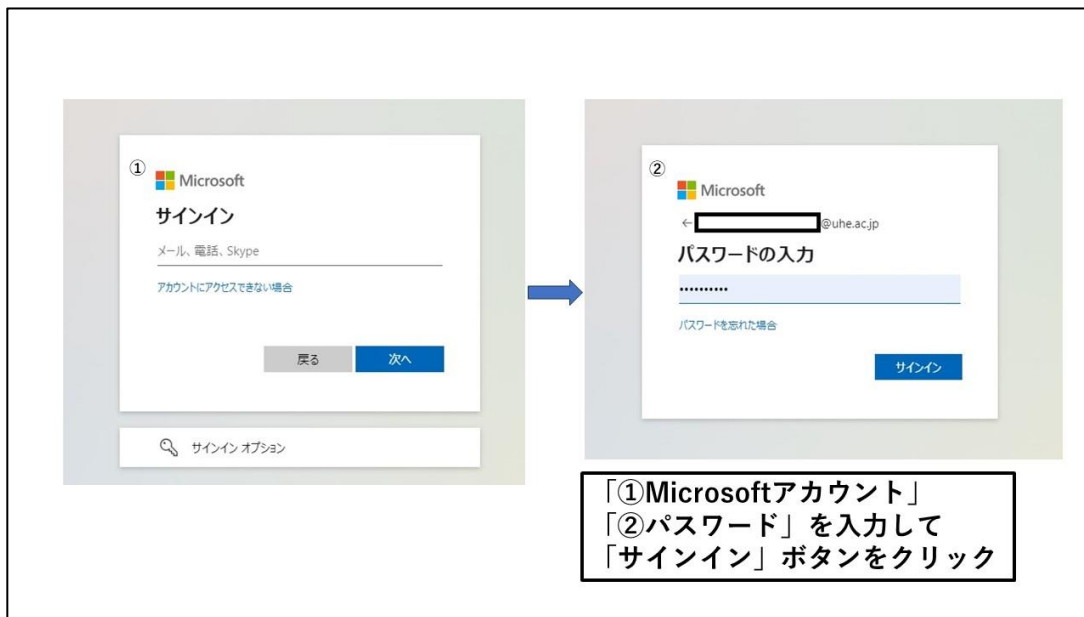 ①
Microsoft
サインイン
メール、電話、Skype
アカウントにアクセスできない場合
戻る 次へ
サインイン オプション
②
Microsoft
← @uhe.ac.jp
パスワードの入力
••••••••••
パスワードを忘れた場合
サインイン
「①Microsoftアカウント」
「②パスワード」を入力して
「サインイン」ボタンをクリック